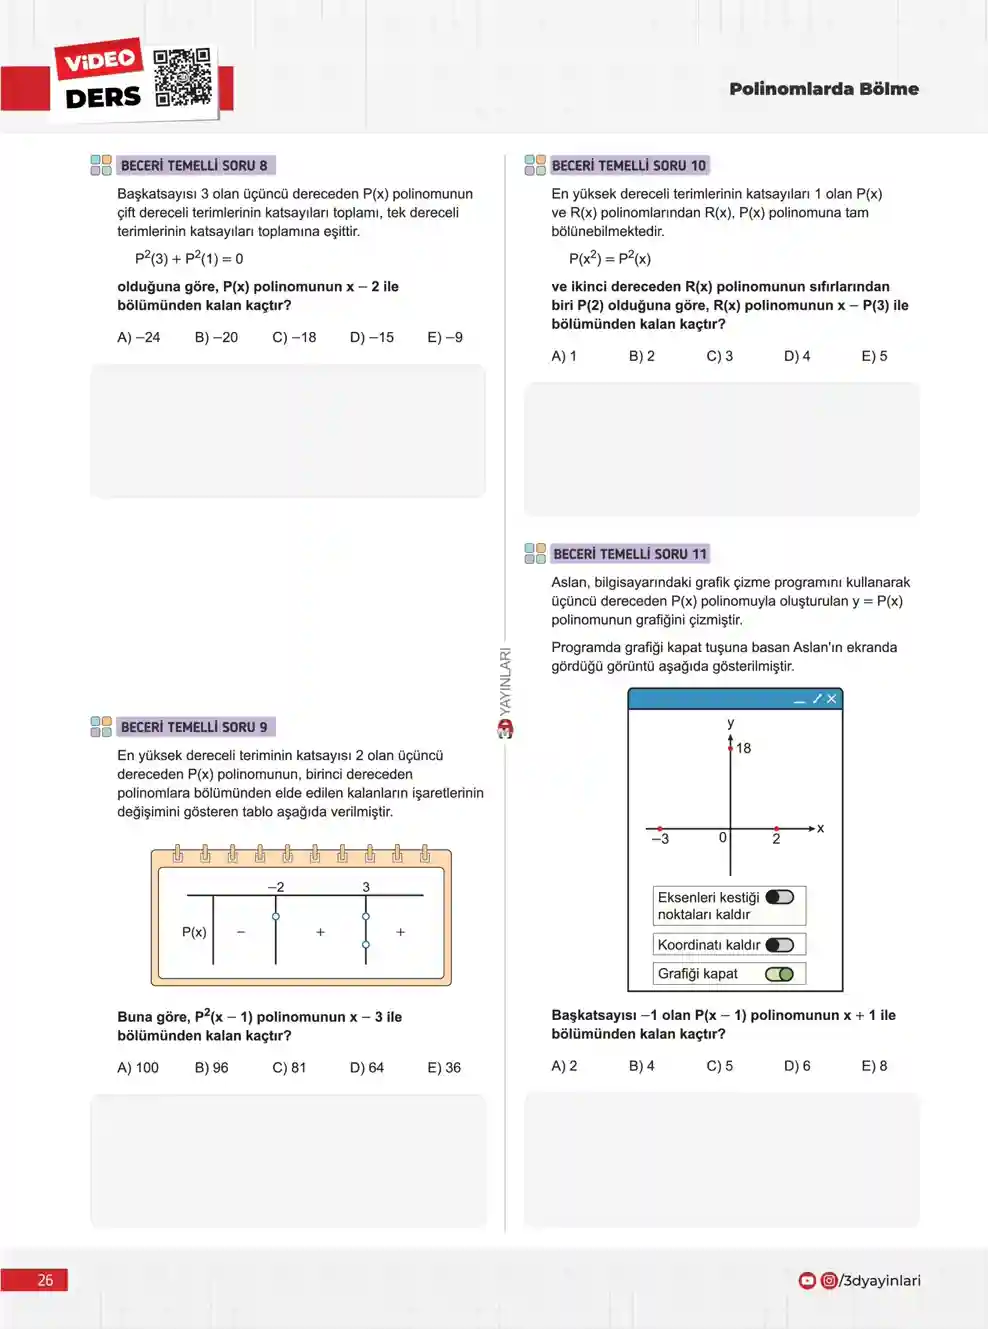 VİDEO
DERS
Polinomlarda Bölme
BECERİ TEMELLİ SORU 8
Başkatsayısı 3 olan üçüncü dereceden P(x) polinomunun
çift dereceli terimlerinin katsayıları toplamı, tek dereceli
terimlerinin katsayıları toplamına eşittir.
P²(3) + P²(1) = 0
olduğuna göre, P(x) polinomunun x – 2 ile
bölümünden kalan kaçtır?
A) –24 B) –20 C) –18 D) –15 E) –9
BECERİ TEMELLİ SORU 9
En yüksek dereceli teriminin katsayısı 2 olan üçüncü
dereceden P(x) polinomunun, birinci dereceden
polinomlara bölümünden elde edilen kalanların işaretlerinin
değişimini gösteren tablo aşağıda verilmiştir.
–2 3
P(x) – + +
Buna göre, P²(x – 1) polinomunun x – 3 ile
bölümünden kalan kaçtır?
A) 100 B) 96 C) 81 D) 64 E) 36
YAYINLARI
BECERİ TEMELLİ SORU 10
En yüksek dereceli terimlerinin katsayıları 1 olan P(x)
ve R(x) polinomlarından R(x), P(x) polinomuna tam
bölünebilmektedir.
P(x²) = P²(x)
ve ikinci dereceden R(x) polinomunun sıfırlarından
biri P(2) olduğuna göre, R(x) polinomunun x – P(3) ile
bölümünden kalan kaçtır?
A) 1 B) 2 C) 3 D) 4 E) 5
BECERİ TEMELLİ SORU 11
Aslan, bilgisayarındaki grafik çizme programını kullanarak
üçüncü dereceden P(x) polinomuyla oluşturulan y = P(x)
polinomunun grafiğini çizmiştir.
Programda grafiği kapat tuşuna basan Aslan'ın ekranda
gördüğü görüntü aşağıda gösterilmiştir.
y
18
x
–3 0 2
Eksenleri kestiği
noktaları kaldır
Koordinatı kaldır
Grafiği kapat
Başkatsayısı –1 olan P(x – 1) polinomunun x + 1 ile
bölümünden kalan kaçtır?
A) 2 B) 4 C) 5 D) 6 E) 8
26
/3dyayinlari